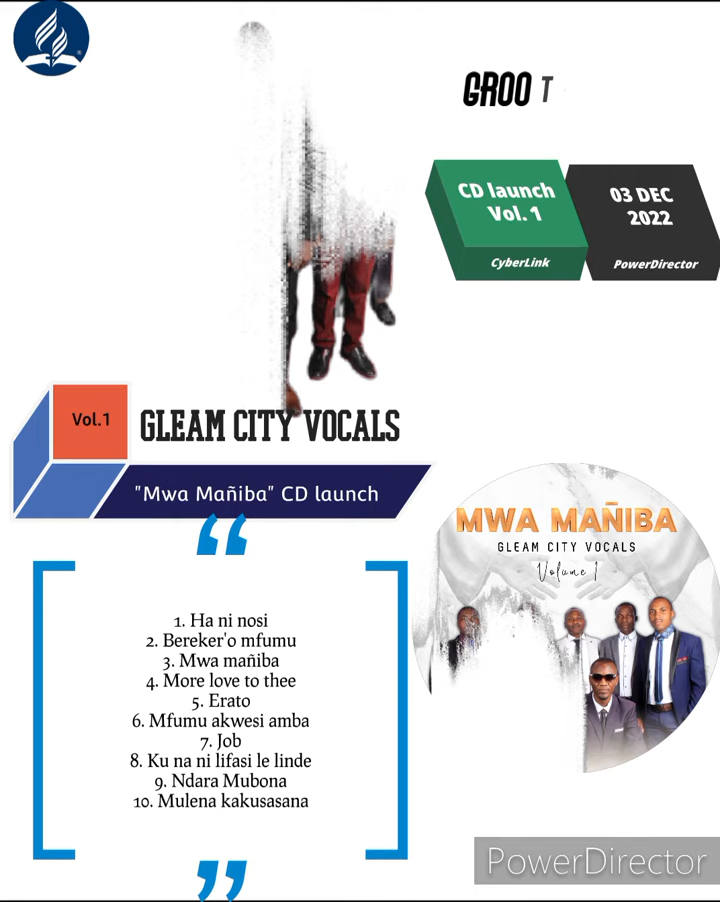 GROO T
CD launch
Vol. 1
CyberLink
03 DEC
2022
PowerDirector
Vol.1
GLEAM CITY VOCALS
"Mwa Mañiba" CD launch
MWA MAÑIBA
GLEAM CITY VOCALS
Volume 1
1. Ha ni nosi
2. Bereker'o mfumu
3. Mwa mañiba
4. More love to thee
5. Erato
6. Mfumu akwesi amba
7. Job
8. Ku na ni lifasi le linde
9. Ndara Mubona
10. Mulena kakusasana
PowerDirector